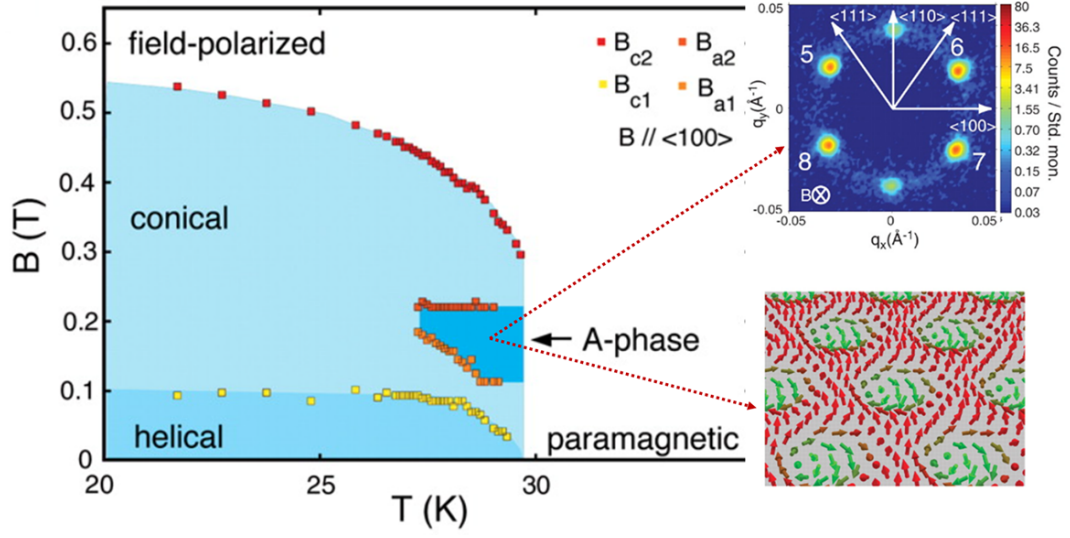 field-polarized
B_c2
B_a2
B_c1
B_a1
B // <100>
conical
A-phase
helical
paramagnetic
0.6
0.5
0.4
0.3
0.2
0.1
0
B (T)
20
25
30
T (K)
0.05
0
-0.05
q_y(Å⁻¹)
<111>
<110>
<111>
5
6
<100>
8
7
B
-0.05
0
0.05
q_x(Å⁻¹)
80
36.3
16.5
7.5
3.41
1.55
0.70
0.32
0.15
0.07
0.03
Counts / Std. mon.